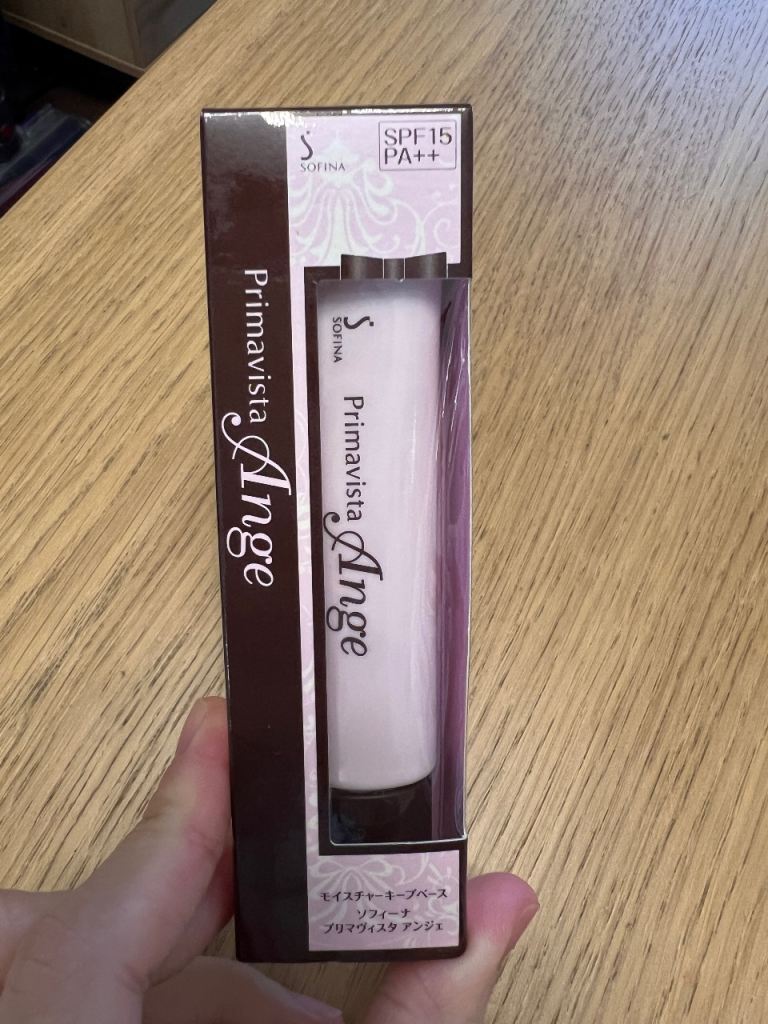 SOFINA
SPF15
PA++
Primavista
Ange
SOFINA
Primavista
Ange
モイスチャーキープベース
ソフィーナ
プリマヴィスタ アンジェ